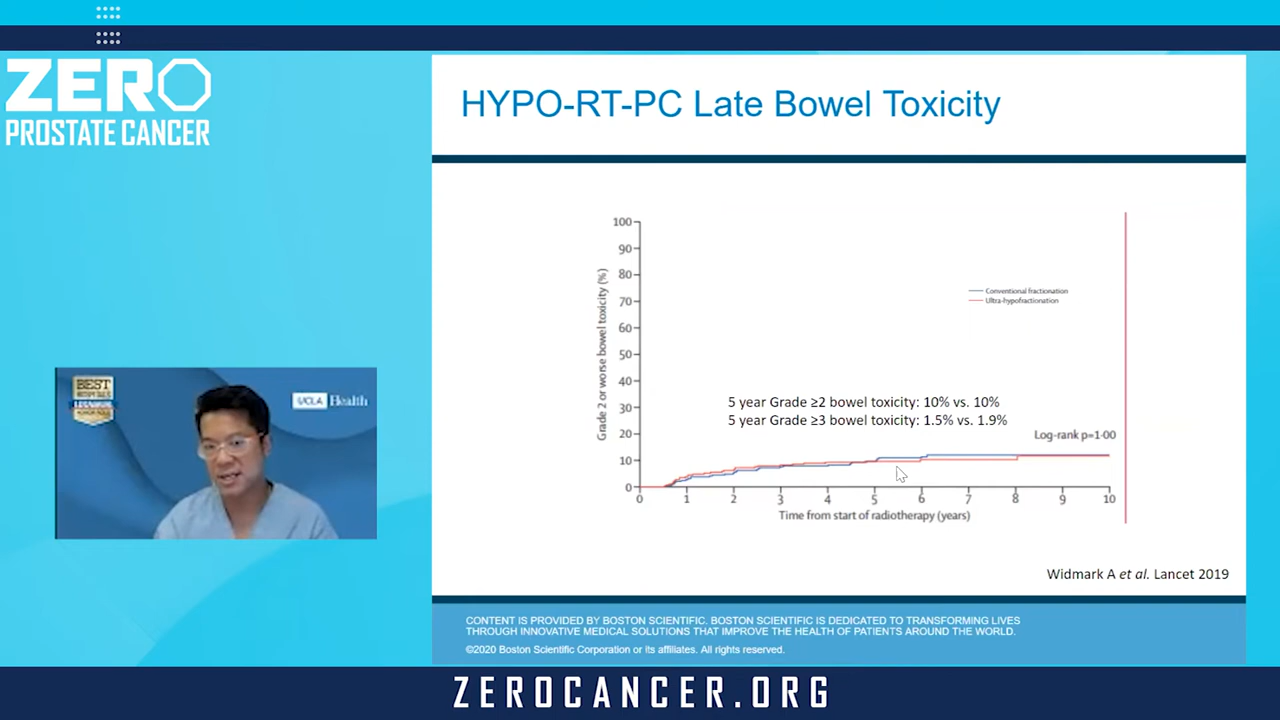 ZERO
PROSTATE CANCER
HYPO-RT-PC Late Bowel Toxicity
Grade 2 or worse bowel toxicity (%)
100
90
80
70
60
50
40
30
20
10
0
Conventional fractionation
Ultra-hypofractionation
5 year Grade ≥2 bowel toxicity: 10% vs. 10%
5 year Grade ≥3 bowel toxicity: 1.5% vs. 1.9%
Log-rank p=1·00
0 1 2 3 4 5 6 7 8 9 10
Time from start of radiotherapy (years)
Widmark A et al. Lancet 2019
BEST
HOSPITALS
UCLA Health
CONTENT IS PROVIDED BY BOSTON SCIENTIFIC. BOSTON SCIENTIFIC IS DEDICATED TO TRANSFORMING LIVES
THROUGH INNOVATIVE MEDICAL SOLUTIONS THAT IMPROVE THE HEALTH OF PATIENTS AROUND THE WORLD.
©2020 Boston Scientific Corporation or its affiliates. All rights reserved.
ZEROCANCER.ORG